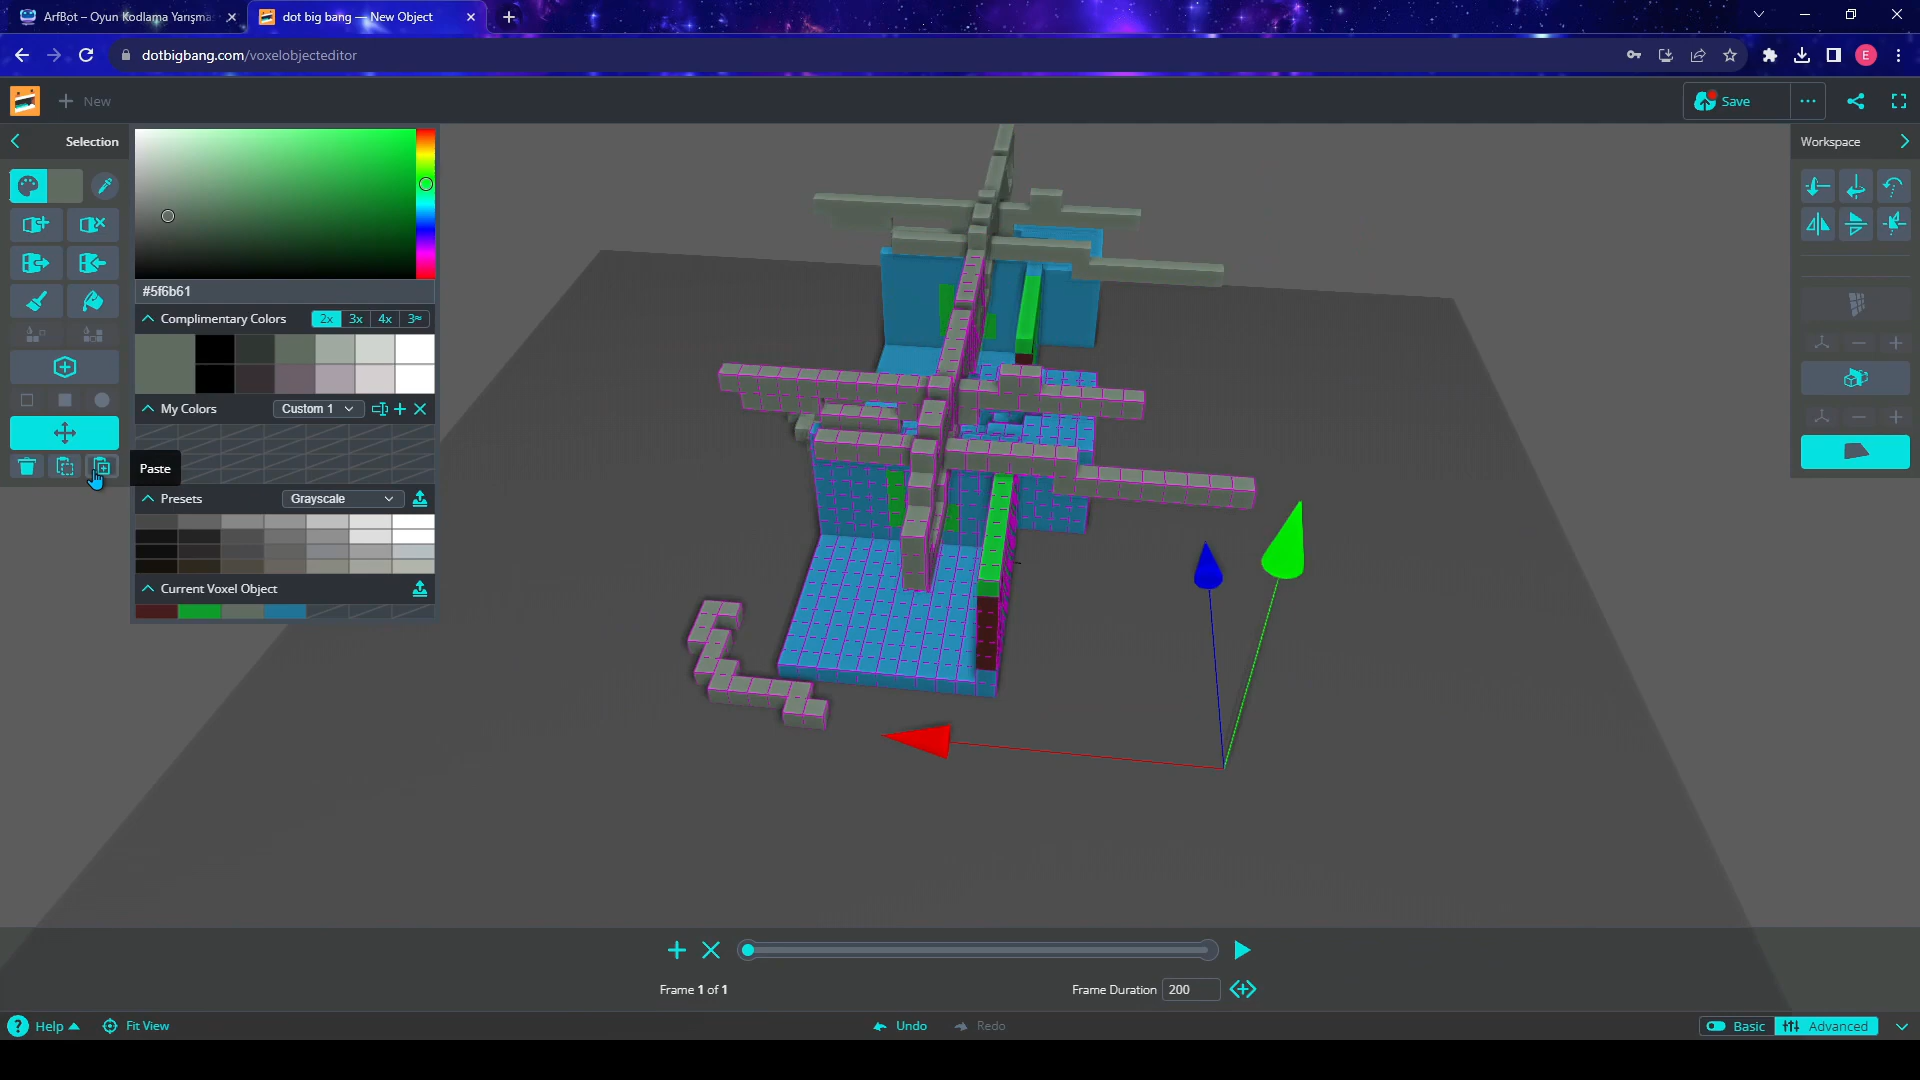 ArfBot – Oyun Kodlama Yarışma
dot big bang — New Object
dotbigbang.com/voxelobjecteditor
E
New
Save
Selection
Workspace
#5f6b61
Complimentary Colors
2x
3x
4x
3≈
My Colors
Custom 1
Paste
Presets
Grayscale
Current Voxel Object
Frame 1 of 1
Frame Duration
200
Help
Fit View
Undo
Redo
Basic
Advanced